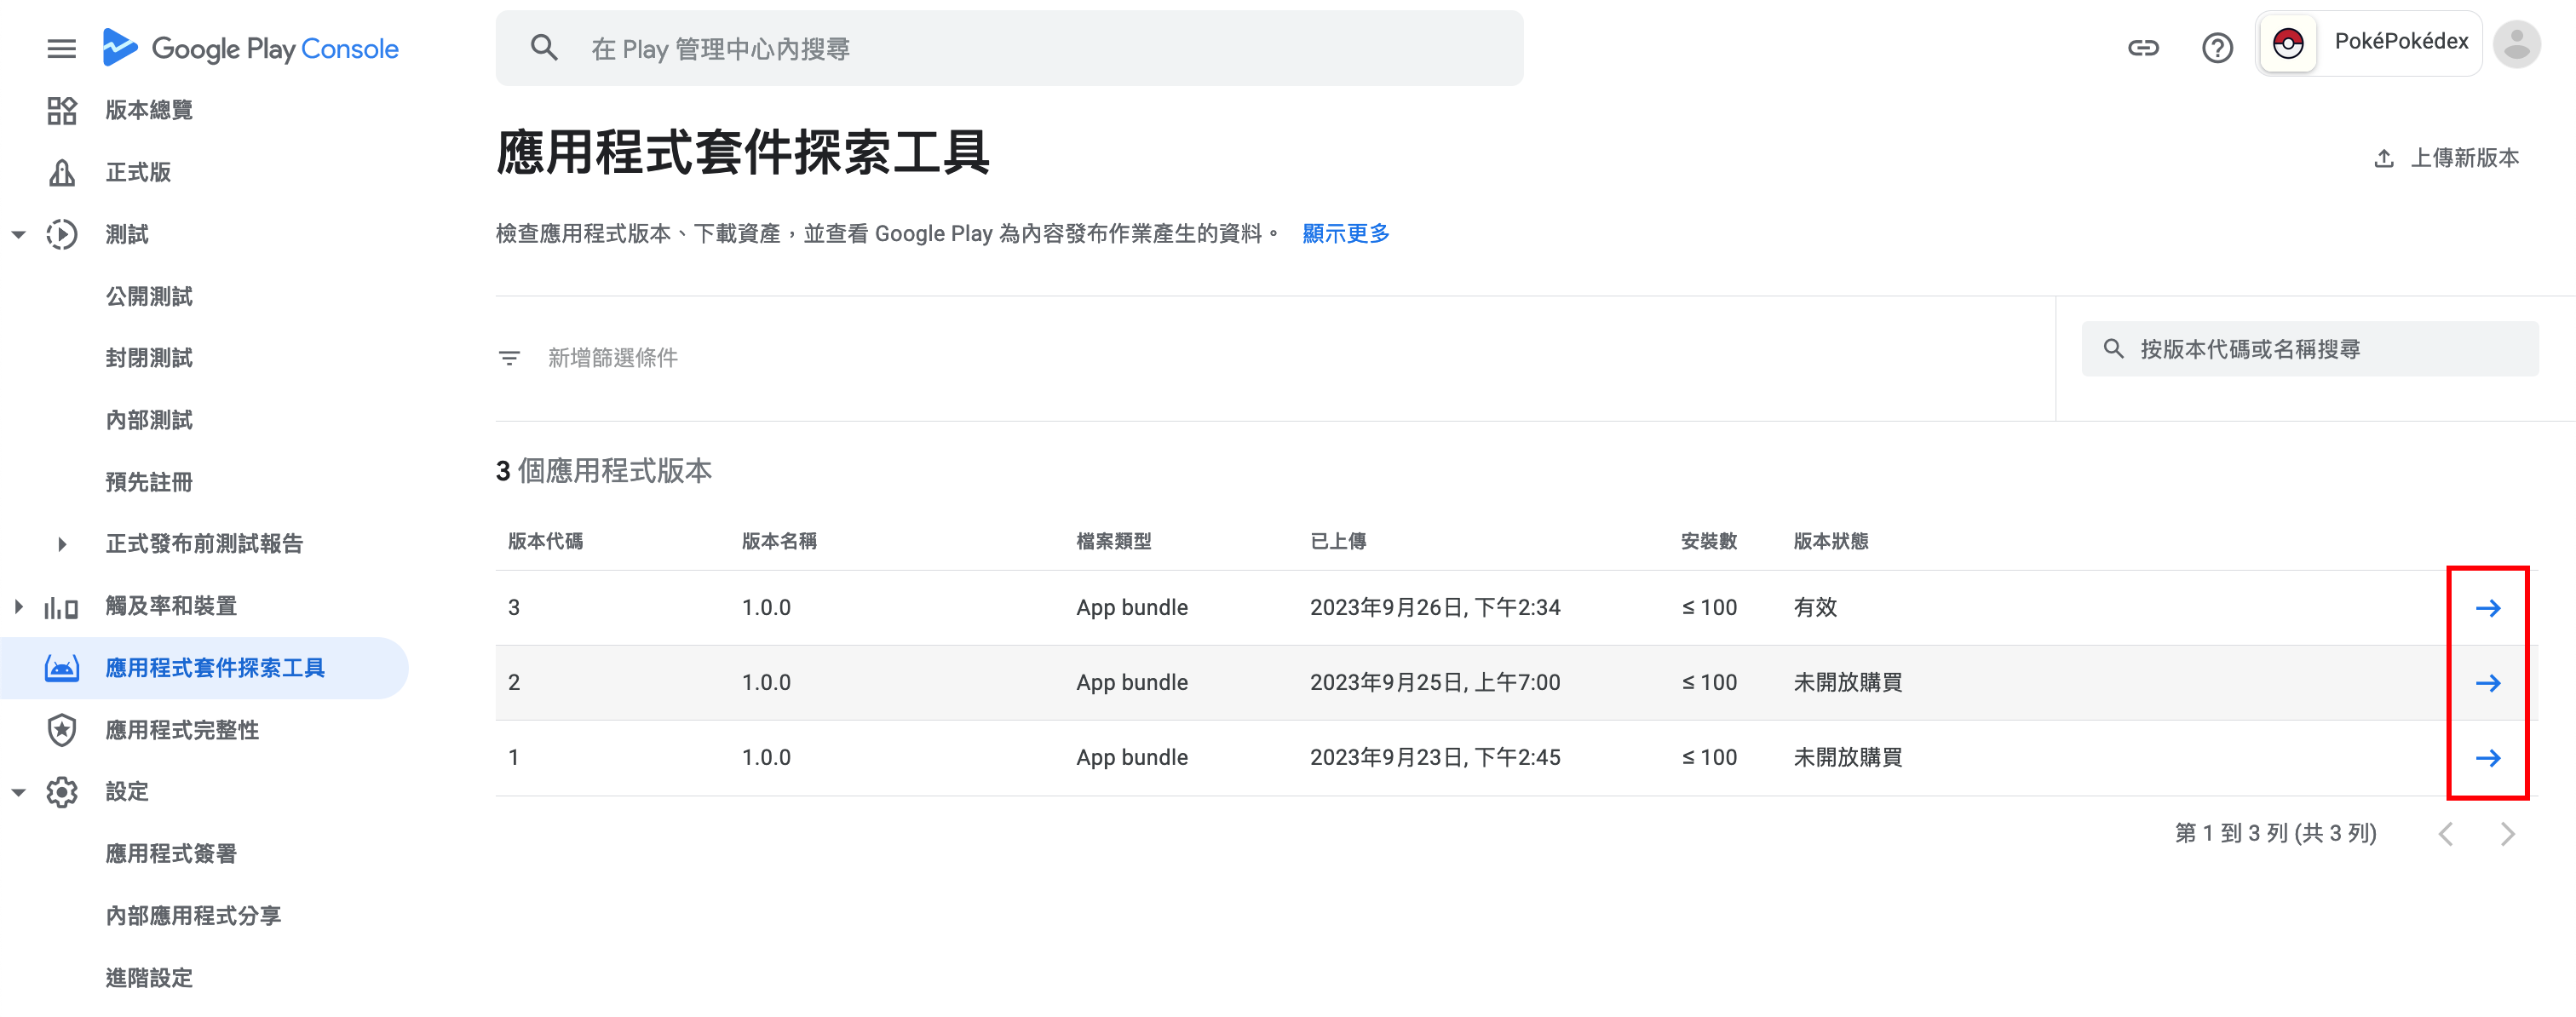 Google Play Console
在 Play 管理中心內搜尋
PokéPokédex
版本總覽
正式版
測試
公開測試
封閉測試
內部測試
預先註冊
正式發布前測試報告
觸及率和裝置
應用程式套件探索工具
應用程式完整性
設定
應用程式簽署
內部應用程式分享
進階設定
應用程式套件探索工具
上傳新版本
檢查應用程式版本、下載資產，並查看 Google Play 為內容發布作業產生的資料。 顯示更多
新增篩選條件
按版本代碼或名稱搜尋
3 個應用程式版本
版本代碼 版本名稱 檔案類型 已上傳 安裝數 版本狀態
3 1.0.0 App bundle 2023年9月26日, 下午2:34 ≤ 100 有效
2 1.0.0 App bundle 2023年9月25日, 上午7:00 ≤ 100 未開放購買
1 1.0.0 App bundle 2023年9月23日, 下午2:45 ≤ 100 未開放購買
第 1 到 3 列 (共 3 列)